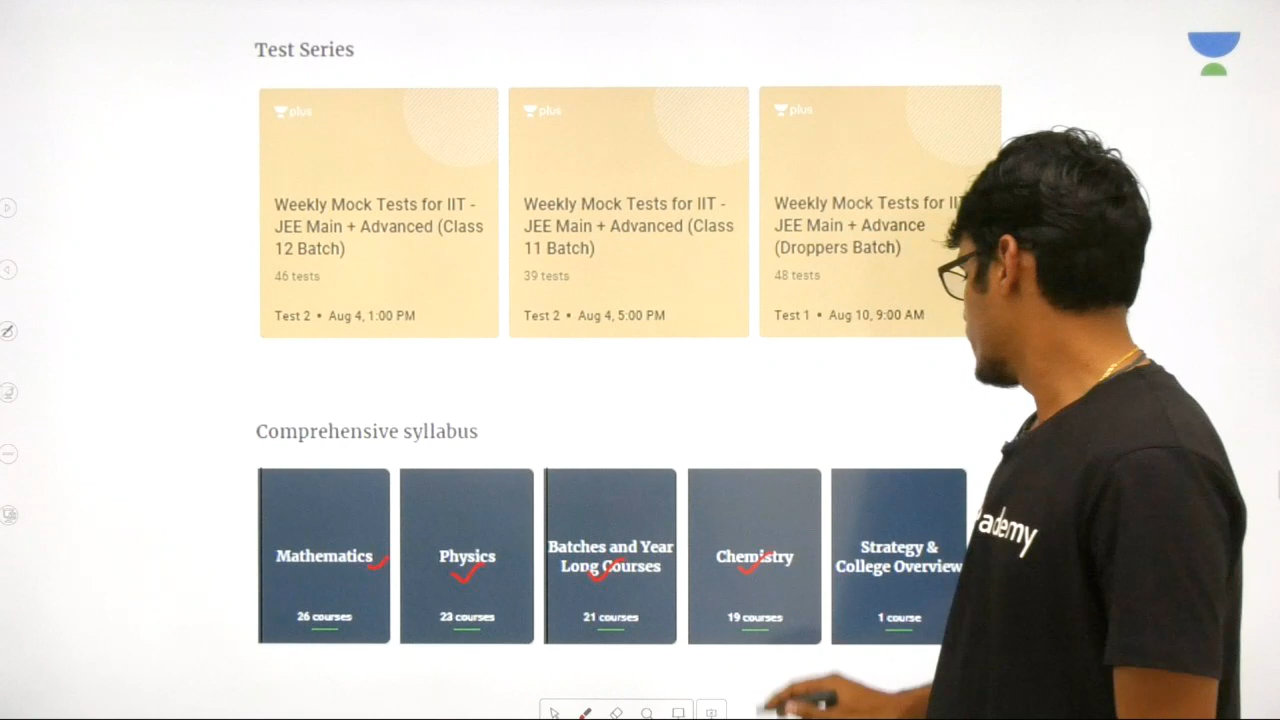 Test Series
plus
Weekly Mock Tests for IIT -
JEE Main + Advanced (Class
12 Batch)
46 tests
Test 2 • Aug 4, 1:00 PM
plus
Weekly Mock Tests for IIT -
JEE Main + Advanced (Class
11 Batch)
39 tests
Test 2 • Aug 4, 5:00 PM
plus
Weekly Mock Tests for
JEE Main + Advance
(Droppers Batch)
48 tests
Test 1 • Aug 10, 9:00 AM
Comprehensive syllabus
Mathematics
26 courses
Physics
23 courses
Batches and Year
Long Courses
21 courses
Chemistry
19 courses
Strategy &
College Overview
1 course
ademy